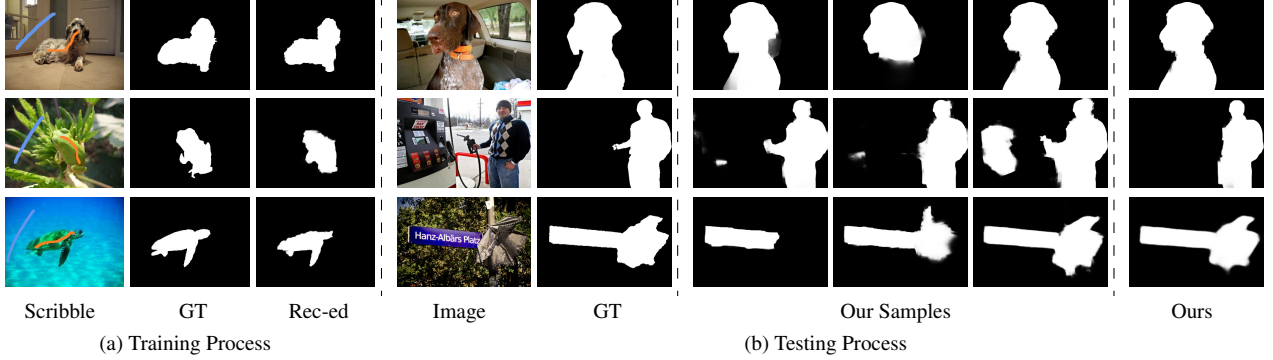 Hanz-Albärs Platz
Scribble GT Rec-ed Image GT Our Samples Ours
(a) Training Process (b) Testing Process